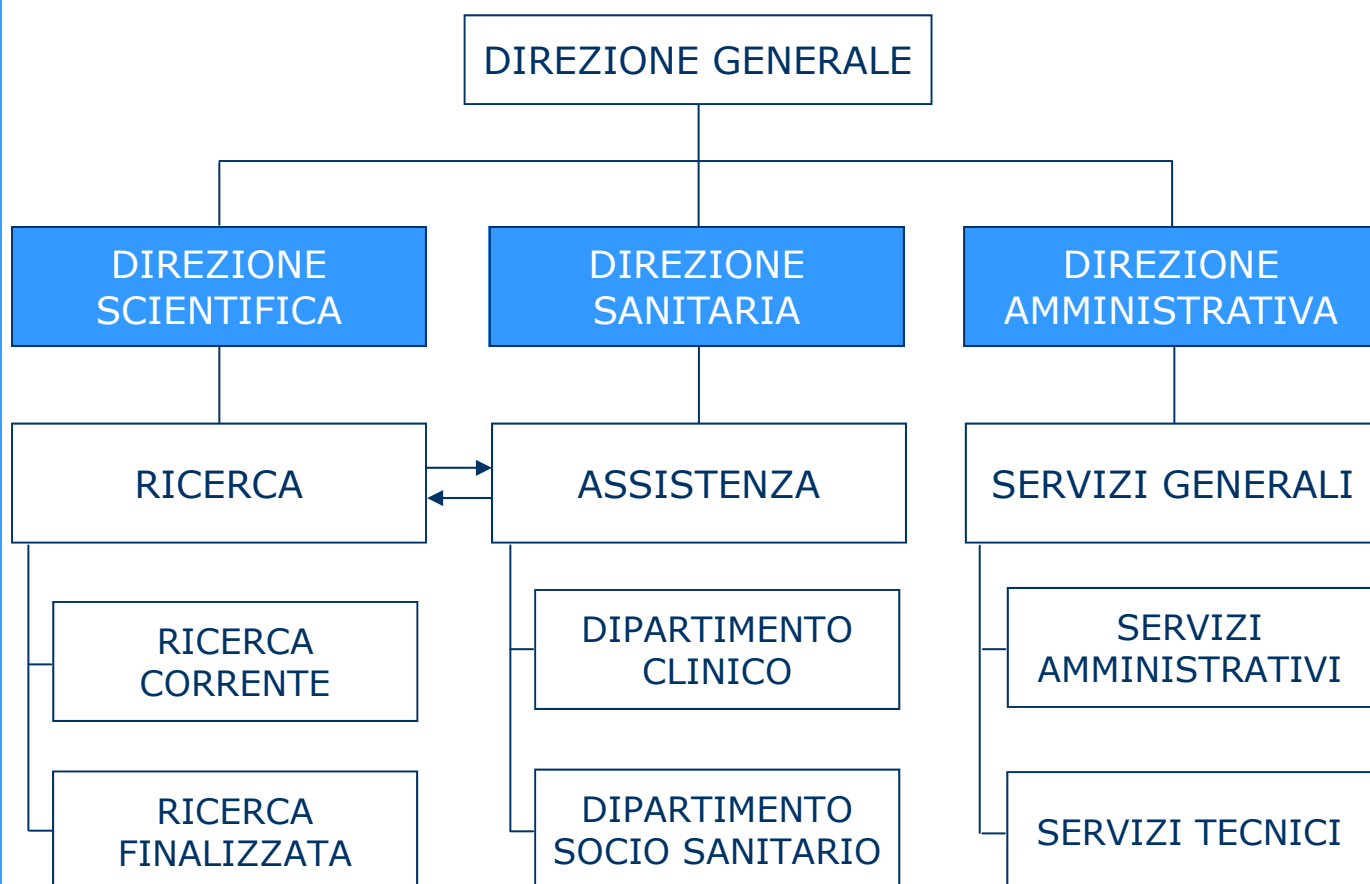 DIREZIONE GENERALE
DIREZIONE
SCIENTIFICA
DIREZIONE
SANITARIA
DIREZIONE
AMMINISTRATIVA
RICERCA
ASSISTENZA
SERVIZI GENERALI
RICERCA
CORRENTE
DIPARTIMENTO
CLINICO
SERVIZI
AMMINISTRATIVI
RICERCA
FINALIZZATA
DIPARTIMENTO
SOCIO SANITARIO
SERVIZI TECNICI